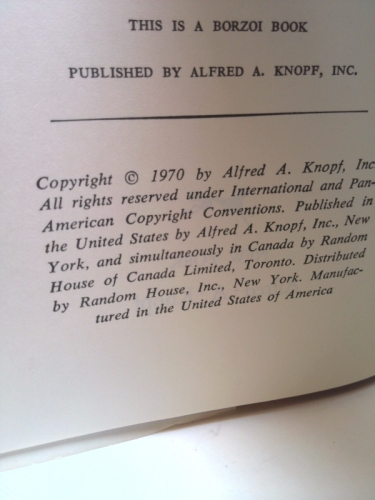 THIS IS A BORZOI BOOK
PUBLISHED BY ALFRED A. KNOPF, INC.
Copyright © 1970 by Alfred A. Knopf, Inc
All rights reserved under International and Pan-
American Copyright Conventions. Published in
the United States by Alfred A. Knopf, Inc., New
York, and simultaneously in Canada by Random
House of Canada Limited, Toronto. Distributed
by Random House, Inc., New York. Manufac-
tured in the United States of America